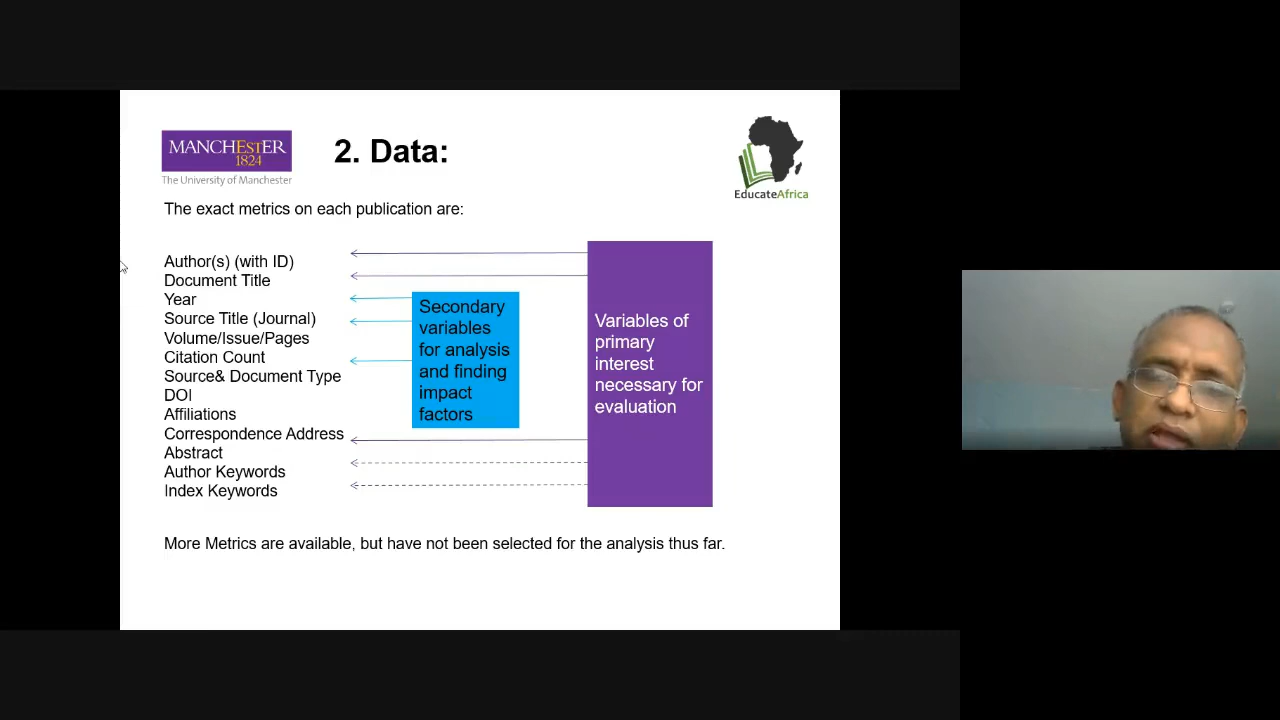 MANCHESTER
1824
The University of Manchester
2. Data:
EducateAfrica
The exact metrics on each publication are:
Author(s) (with ID)
Document Title
Year
Source Title (Journal)
Volume/Issue/Pages
Citation Count
Source& Document Type
DOI
Affiliations
Correspondence Address
Abstract
Author Keywords
Index Keywords
Secondary
variables
for analysis
and finding
impact
factors
Variables of
primary
interest
necessary for
evaluation
More Metrics are available, but have not been selected for the analysis thus far.